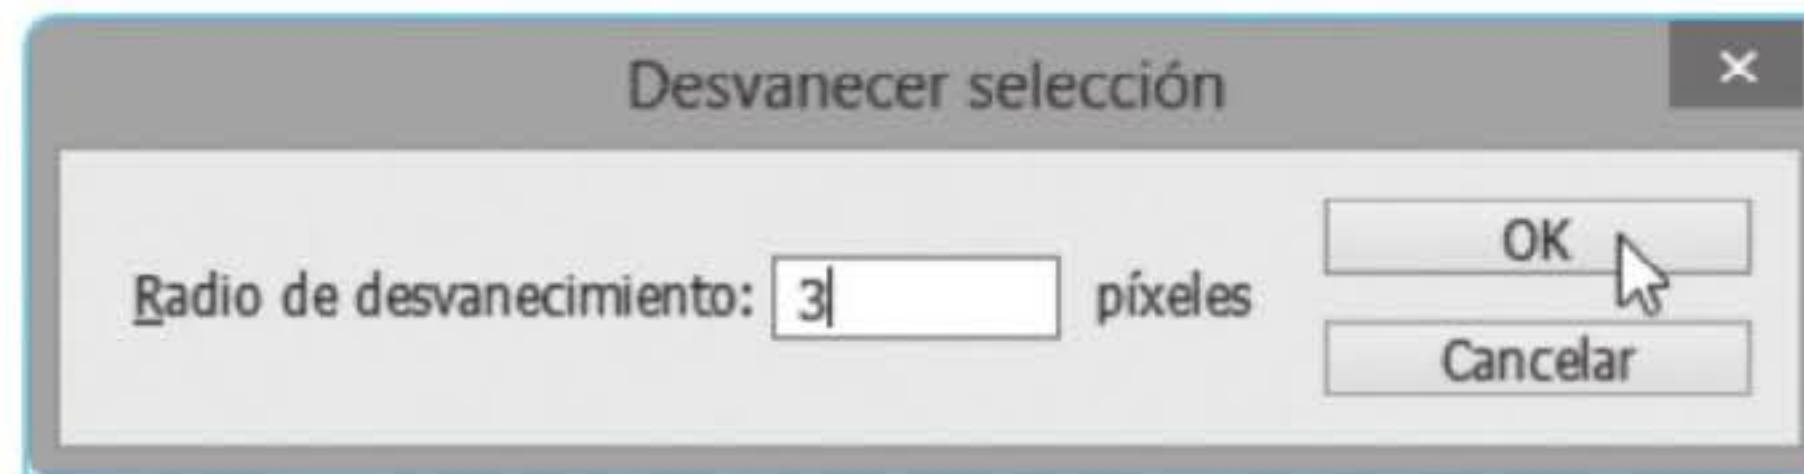 Desvanecer selección
Radio de desvanecimiento: 3 píxeles
OK
Cancelar